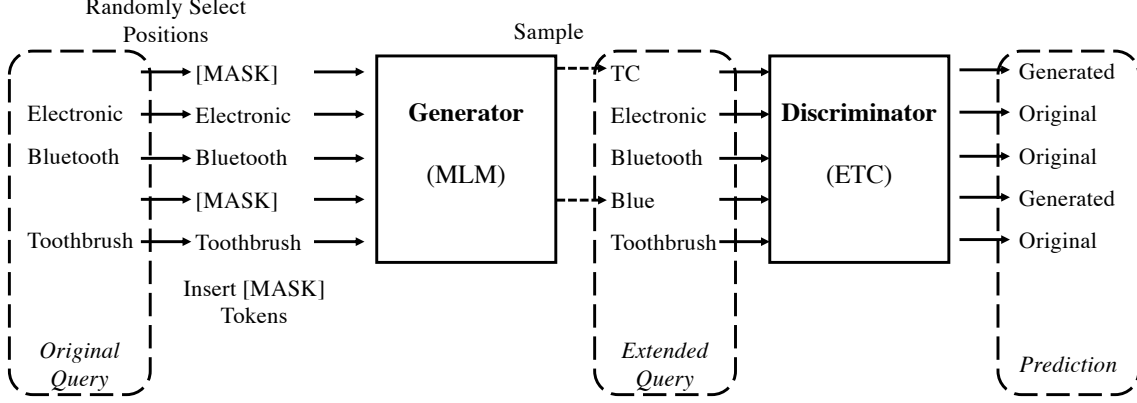 Randomly Select
Positions
Sample
[MASK]
TC
Generated
Electronic
Electronic
Generator
Electronic
Discriminator
Original
Bluetooth
Bluetooth
(MLM)
Bluetooth
(ETC)
Original
[MASK]
Blue
Generated
Toothbrush
Toothbrush
Toothbrush
Original
Insert [MASK]
Tokens
Original
Query
Extended
Query
Prediction